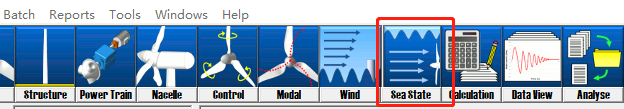 Batch Reports Tools Windows Help
Structure Power Train Nacelle Control Modal Wind Sea State Calculation Data View Analyse